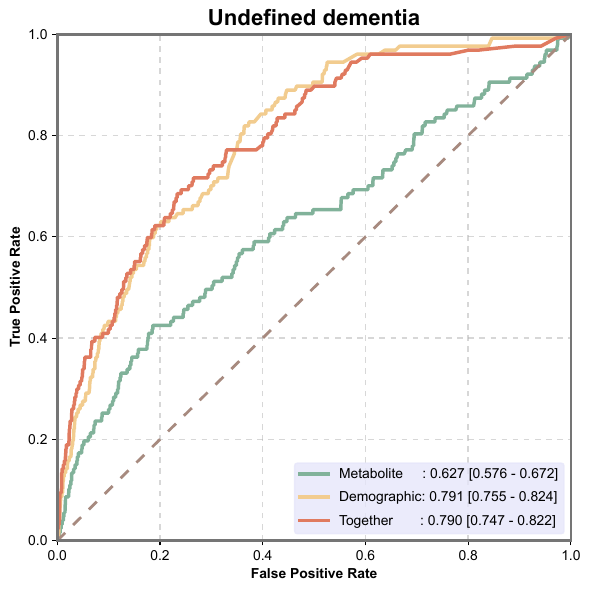 Undefined dementia
1.0
0.8
0.6
0.4
0.2
0.0
True Positive Rate
Metabolite : 0.627 [0.576 - 0.672]
Demographic: 0.791 [0.755 - 0.824]
Together : 0.790 [0.747 - 0.822]
0.0 0.2 0.4 0.6 0.8 1.0
False Positive Rate